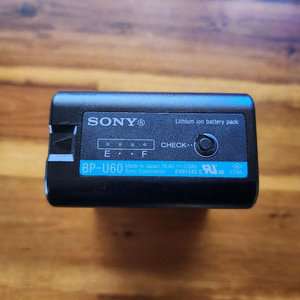 SONY®
Lithium ion battery pack
E • • F
CHECK••
BP-U60
Made in Japan
Sony Corporation